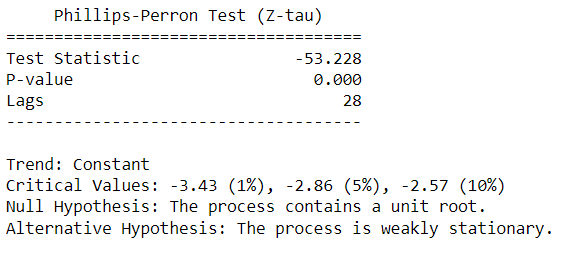 Phillips-Perron Test (Z-tau)
=====================================
Test Statistic                -53.228
P-value                         0.000
Lags                               28
-------------------------------------
Trend: Constant
Critical Values: -3.43 (1%), -2.86 (5%), -2.57 (10%)
Null Hypothesis: The process contains a unit root.
Alternative Hypothesis: The process is weakly stationary.